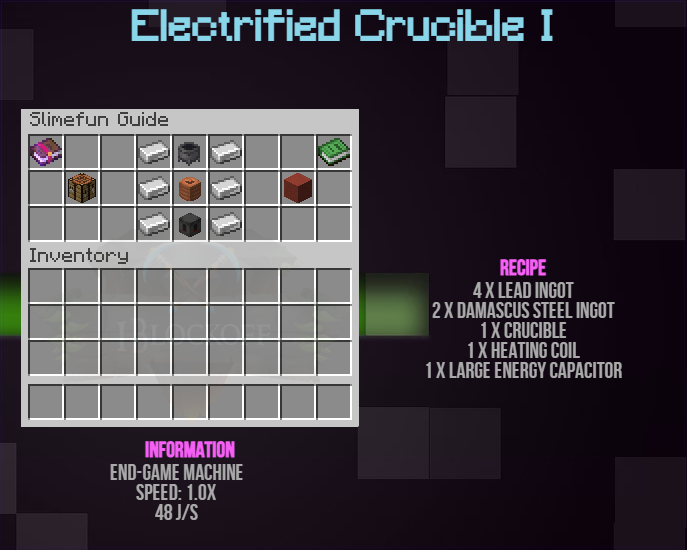 Electrified Crucible I
Slimefun Guide
Inventory
RECIPE
4 X LEAD INGOT
2 X DAMASCUS STEEL INGOT
1 X CRUCIBLE
1 X HEATING COIL
1 X LARGE ENERGY CAPACITOR
INFORMATION
END-GAME MACHINE
SPEED: 1.0X
48 J/S